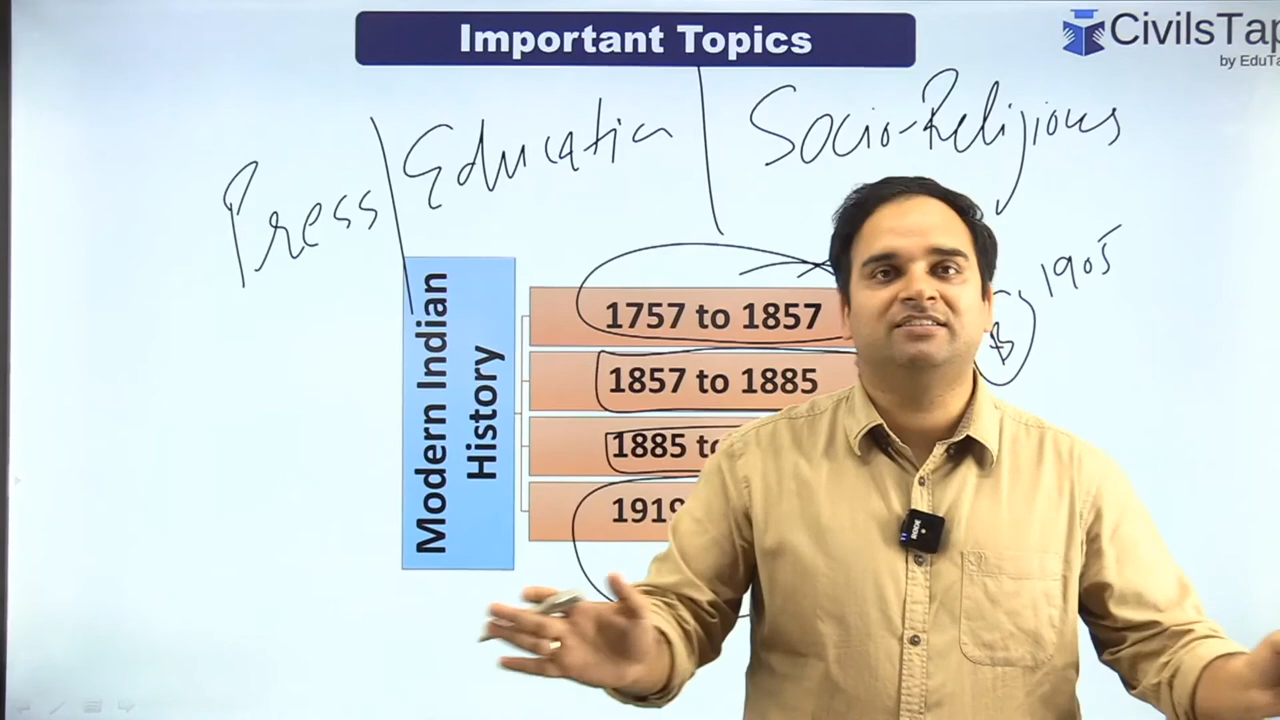 Important Topics
CivilsTap
by EduTa
Press Education Socio-Religious
1905
B
Modern Indian History
1757 to 1857
1857 to 1885
1885 to
1919
RODE